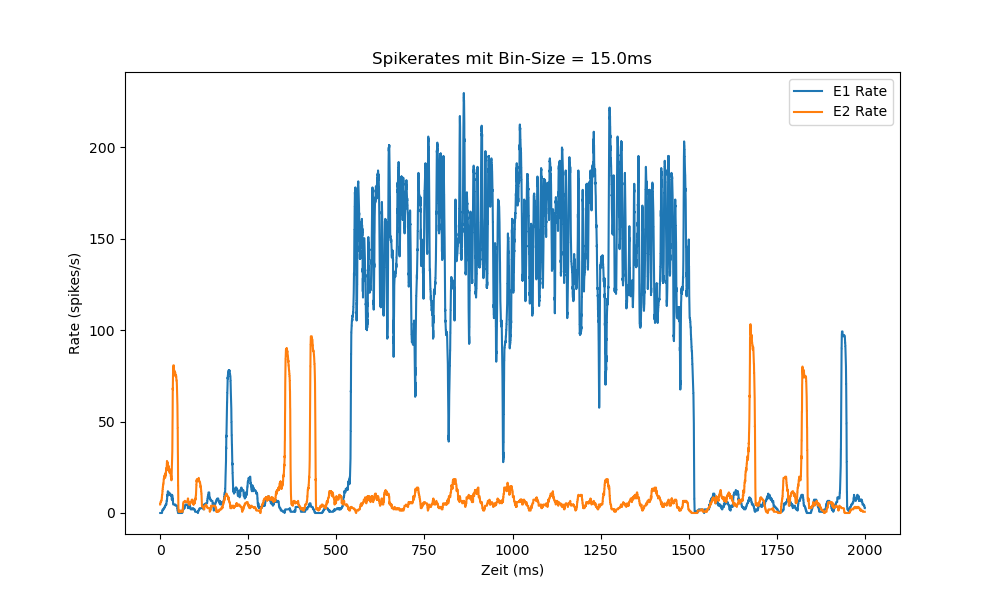 Spikerates mit Bin-Size = 15.0ms
E1 Rate
E2 Rate
200
150
100
50
0
Rate (spikes/s)
0 250 500 750 1000 1250 1500 1750 2000
Zeit (ms)